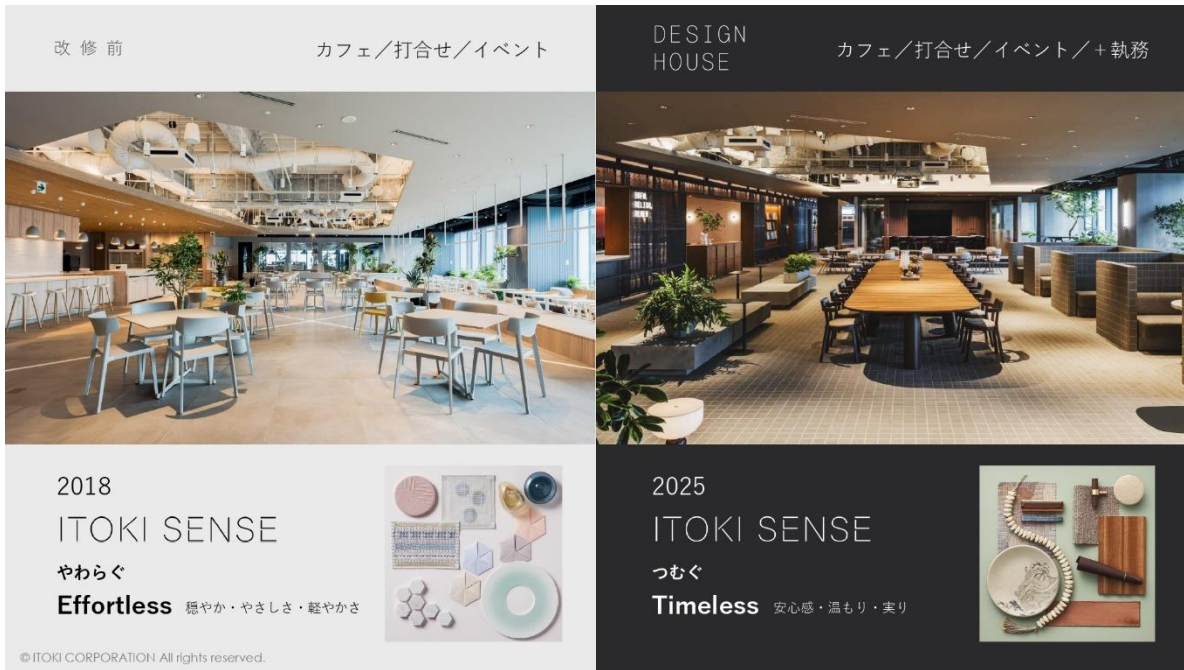 改修前
カフェ／打合せ／イベント
2018
ITOKI SENSE
やわらぐ
Effortless 穏やか・やさしさ・軽やかさ
© ITOKI CORPORATION All rights reserved.
DESIGN
HOUSE
カフェ／打合せ／イベント／＋執務
2025
ITOKI SENSE
つむぐ
Timeless 安心感・温もり・実り